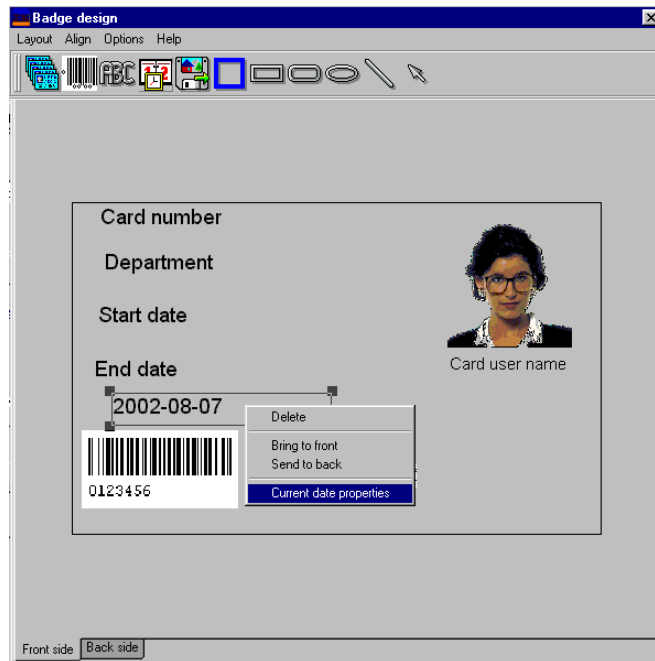 Badge design
Layout Align Options Help
ABC
Card number
Department
Start date
End date
Card user name
2002-08-07
Delete
Bring to front
Send to back
Current date properties
0123456
Front side Back side